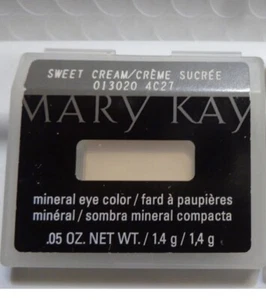 SWEET CREAM/CRÈME SUCRÉE
013020 4C27
MARY KAY
mineral eye color / fard à paupières
minéral / sombra mineral compacta
.05 OZ. NET WT. / 1.4 g / 1,4 g